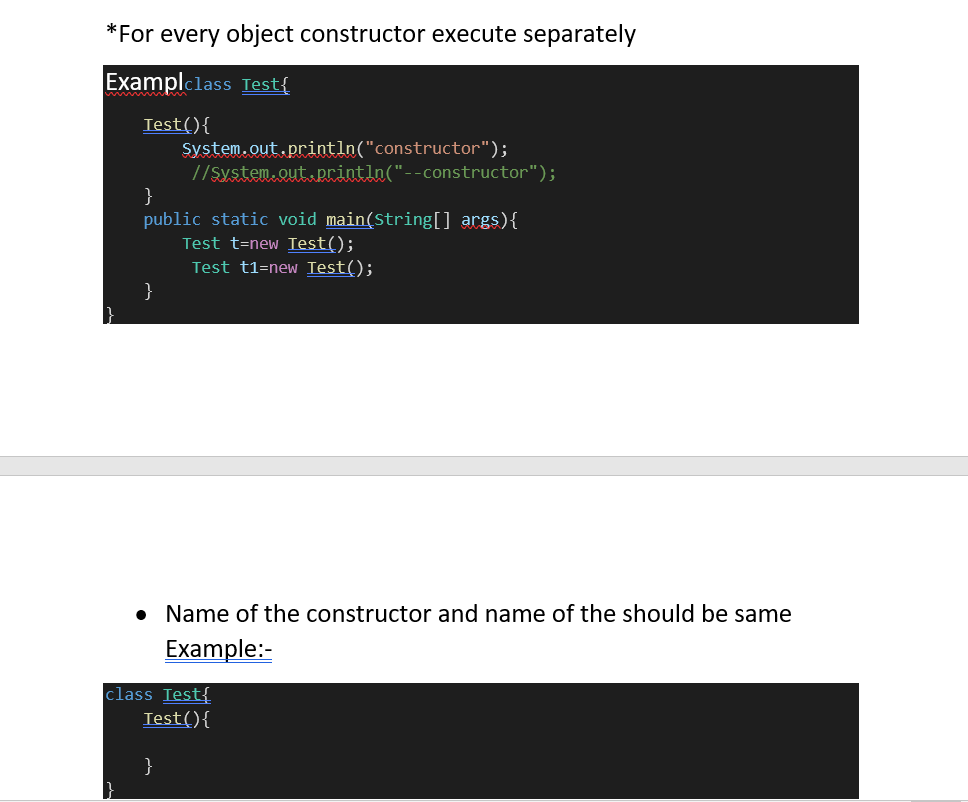 *For every object constructor execute separately
Examplclass Test{
Test(){
System.out.println("constructor");
//System.out.println("--constructor");
}
public static void main(String[] args){
Test t=new Test();
Test t1=new Test();
}
}
• Name of the constructor and name of the should be same
Example:-
class Test{
Test(){
}
}